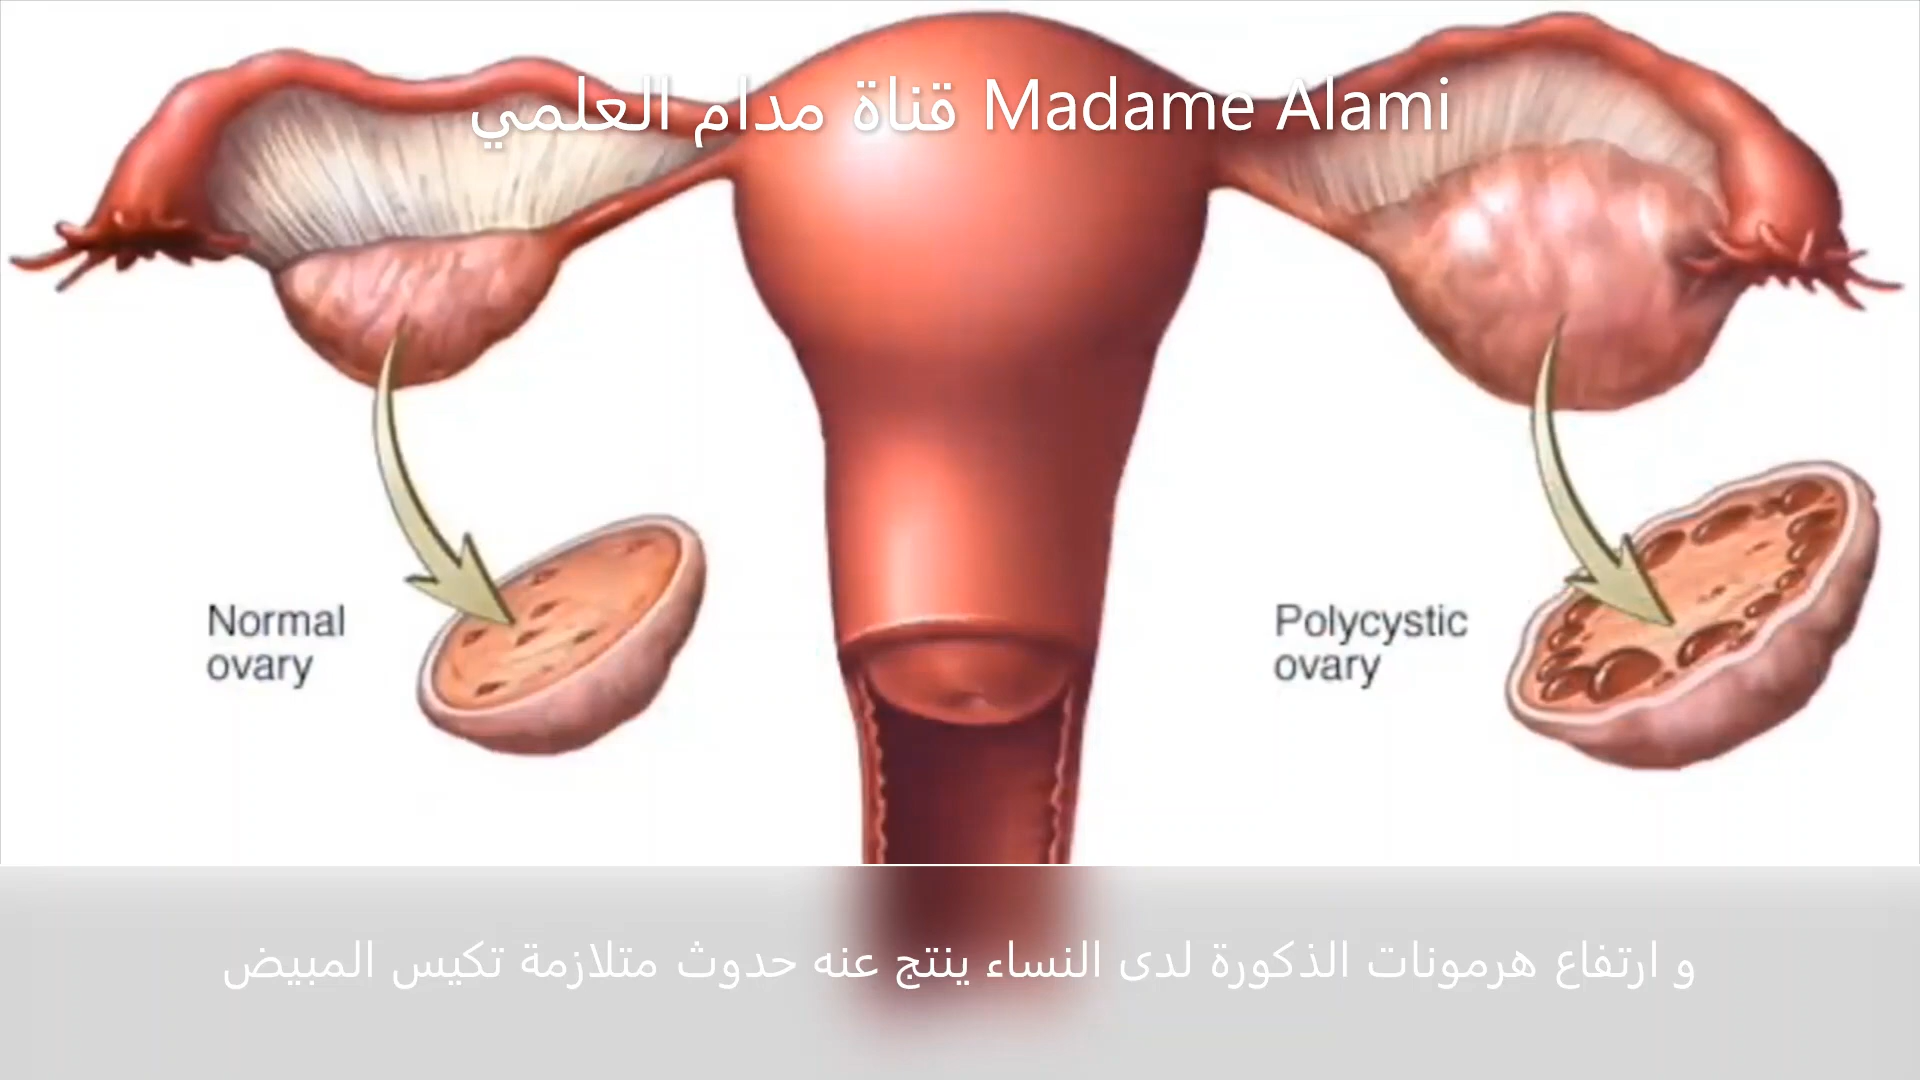 قناة مدام العلمي Madame Alami
Normal
ovary
Polycystic
ovary
و ارتفاع هرمونات الذكورة لدى النساء ينتج عنه حدوث متلازمة تكيس المبيض